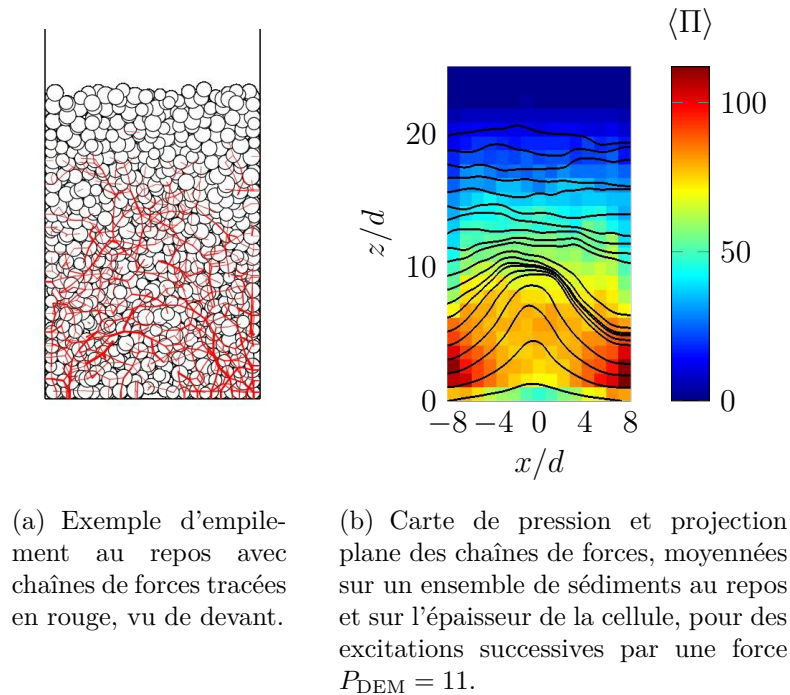 ⟨Π⟩
100
50
0
20
10
0
z/d
−8 −4 0 4 8
x/d
(a) Exemple d'empile-
ment au repos avec
chaînes de forces tracées
en rouge, vu de devant.
(b) Carte de pression et projection
plane des chaînes de forces, moyennées
sur un ensemble de sédiments au repos
et sur l'épaisseur de la cellule, pour des
excitations successives par une force
P_DEM = 11.